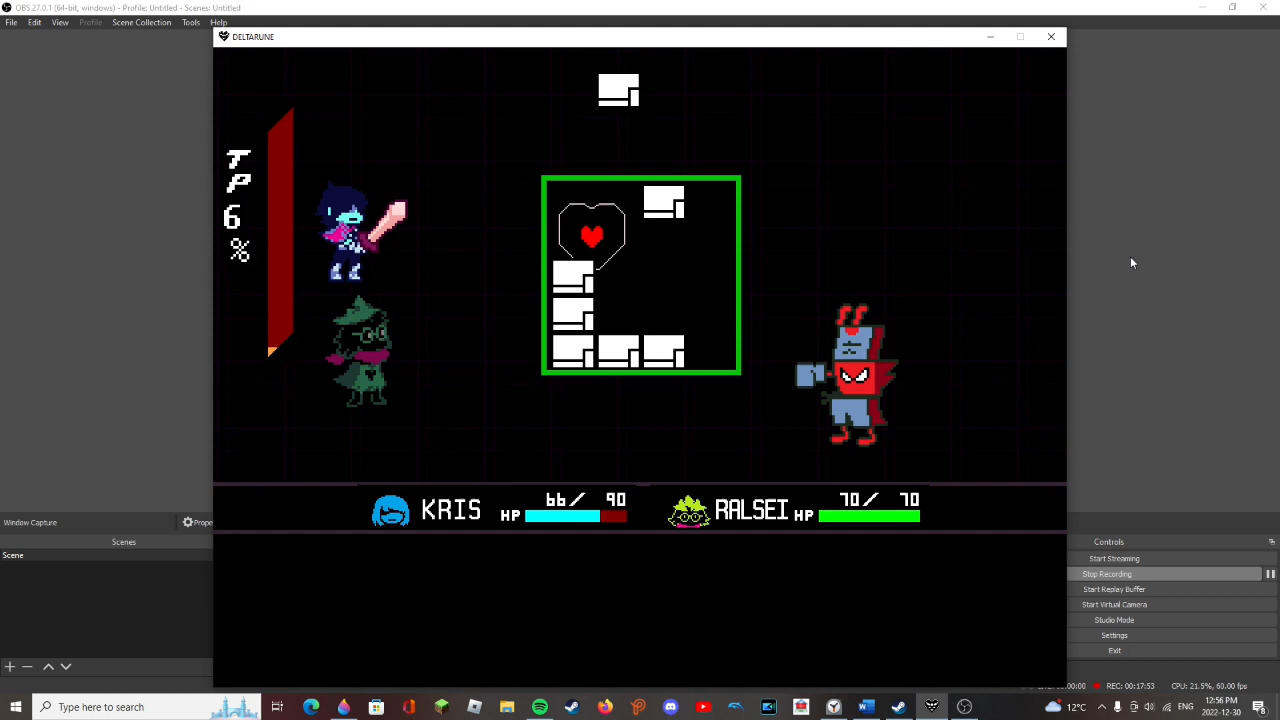 OBS 27.0.1 (64-bit, windows) - Profile: Untitled - Scenes: Untitled
File Edit View Profile Scene Collection Tools Help
DELTARUNE
TP
6
%
KRIS HP 66/ 90 RALSEI HP 70/ 70
Window Capture Prope
Scenes Controls
Scene
Start Streaming
Stop Recording
Start Replay Buffer
Start Virtual Camera
Studio Mode
Settings
Exit
REC: 00:17:53 CPU: 21.5%, 60.00 fps
Type here to search
12°C ENG 12:56 PM
2022-12-30